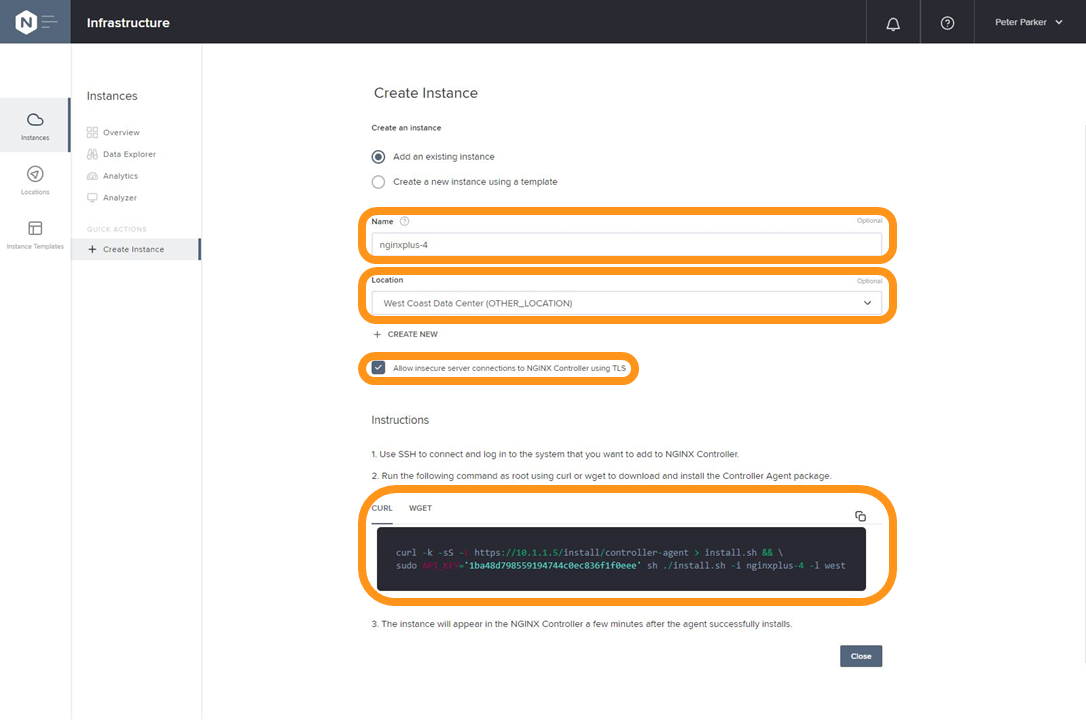 N
Infrastructure
Peter Parker
Instances
Locations
Instance Templates
Instances
Overview
Data Explorer
Analytics
Analyzer
QUICK ACTIONS
+ Create Instance
Create Instance
Create an instance
Add an existing instance
Create a new instance using a template
Name ? Optional
nginxplus-4
Location Optional
West Coast Data Center (OTHER_LOCATION)
+ CREATE NEW
Allow insecure server connections to NGINX Controller using TLS
Instructions
1. Use SSH to connect and log in to the system that you want to add to NGINX Controller.
2. Run the following command as root using curl or wget to download and install the Controller Agent package.
CURL WGET
curl -k -sS -L https://10.1.1.5/install/controller-agent > install.sh && \
sudo API_KEY='1ba48d798559194744c0ec836f1f0eee' sh ./install.sh -i nginxplus-4 -l west
3. The instance will appear in the NGINX Controller a few minutes after the agent successfully installs.
Close